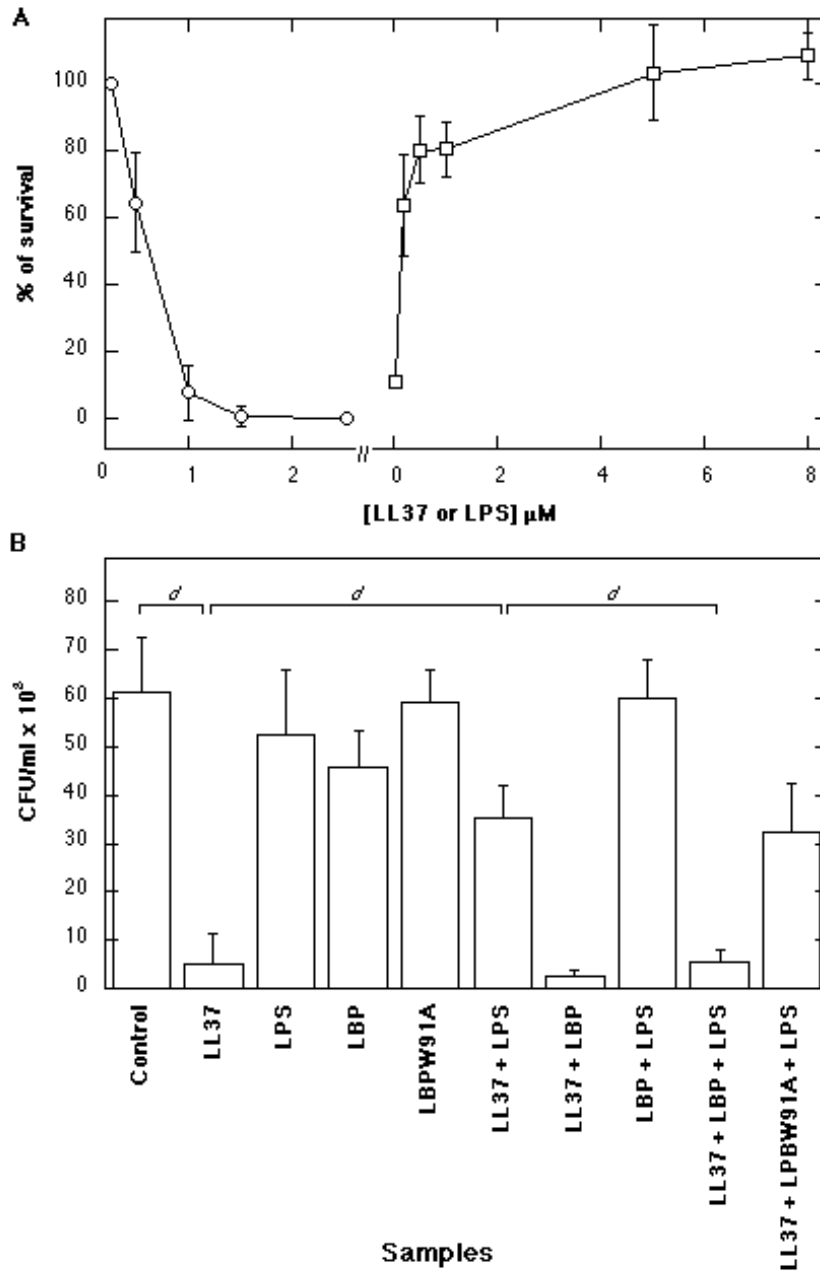 A
% of survival
100
80
60
40
20
0
0 1 2 // 0 2 4 6 8
[LL37 or LPS] µM
B
CFU/ml x 10³
80
70
60
50
40
30
20
10
0
d d d
Control
LL37
LPS
LBP
LBPW91A
LL37 + LPS
LL37 + LBP
LBP + LPS
LL37 + LBP + LPS
LL37 + LPBW91A + LPS
Samples